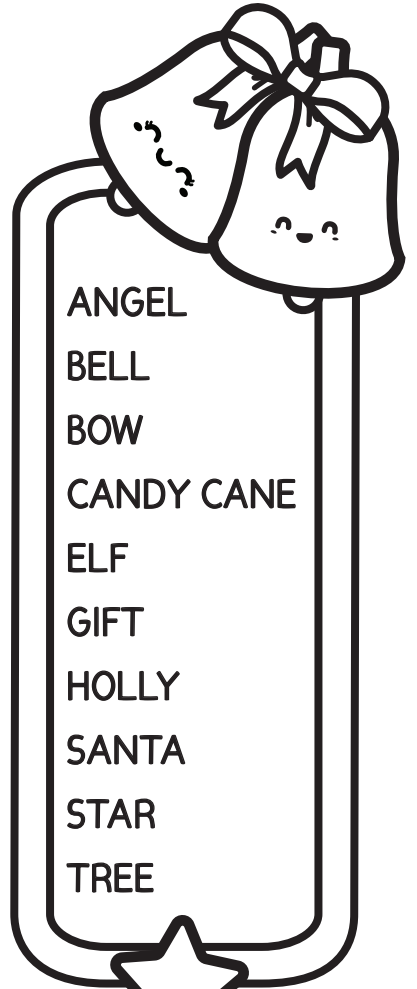 ANGEL
BELL
BOW
CANDY CANE
ELF
GIFT
HOLLY
SANTA
STAR
TREE